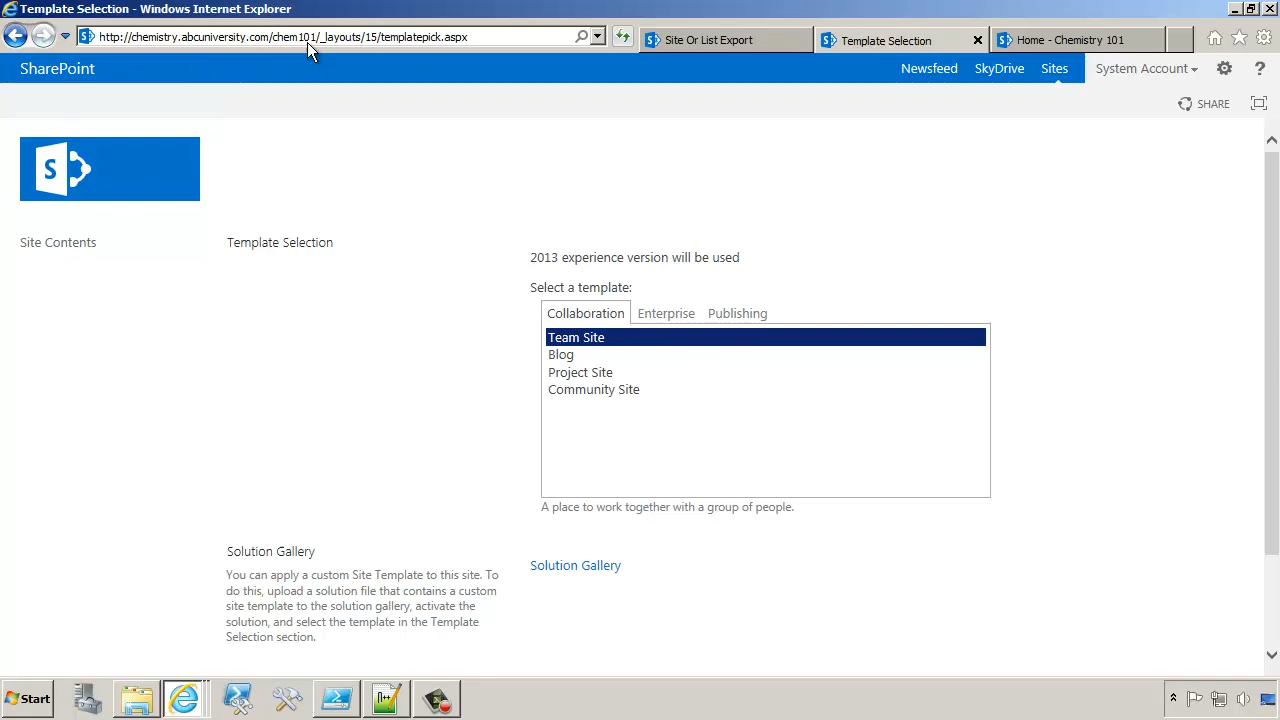 Template Selection - Windows Internet Explorer
http://chemistry.abcuniversity.com/chem101/_layouts/15/templatepick.aspx
Site Or List Export
Template Selection
Home - Chemistry 101
SharePoint
Newsfeed
SkyDrive
Sites
System Account
SHARE
S
Site Contents
Template Selection
2013 experience version will be used
Select a template:
Collaboration
Enterprise
Publishing
Team Site
Blog
Project Site
Community Site
A place to work together with a group of people.
Solution Gallery
You can apply a custom Site Template to this site. To
do this, upload a solution file that contains a custom
site template to the solution gallery, activate the
solution, and select the template in the Template
Selection section.
Solution Gallery
Start